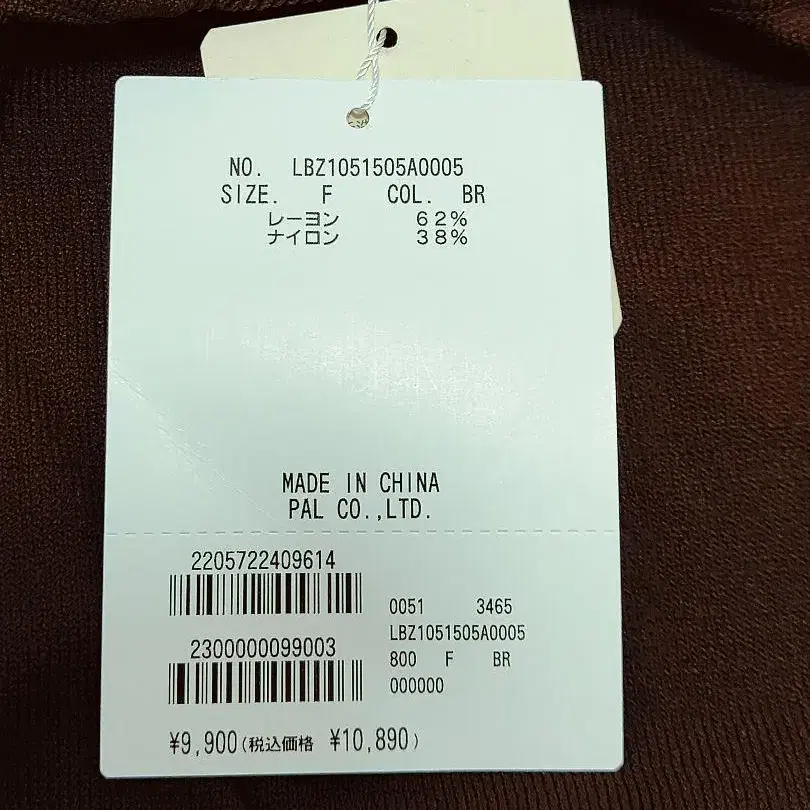 NO. LBZ1051505A0005
SIZE. F COL. BR
レーヨン 62%
ナイロン 38%
MADE IN CHINA
PAL CO.,LTD.
2205722409614
2300000099003
0051 3465
LBZ1051505A0005
800 F BR
000000
¥9,900(税込価格 ¥10,890)